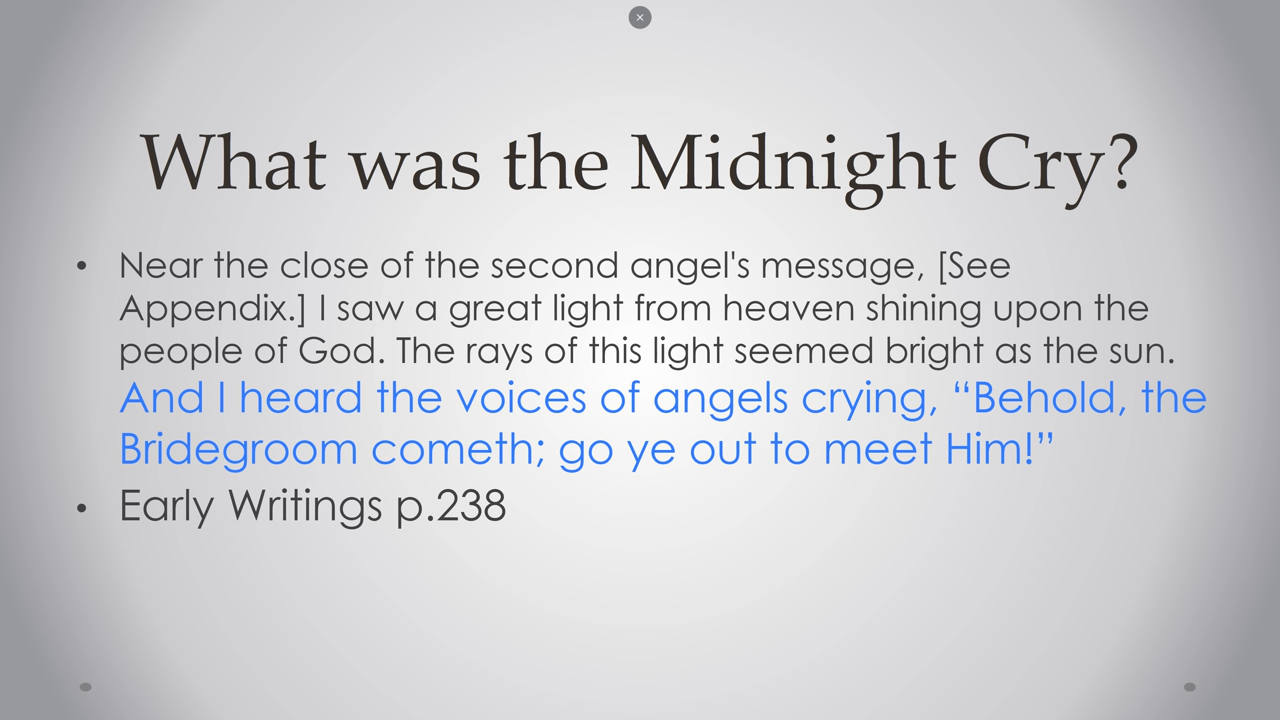 What was the Midnight Cry?
• Near the close of the second angel's message, [See
Appendix.] I saw a great light from heaven shining upon the
people of God. The rays of this light seemed bright as the sun.
And I heard the voices of angels crying, “Behold, the
Bridegroom cometh; go ye out to meet Him!”
• Early Writings p.238